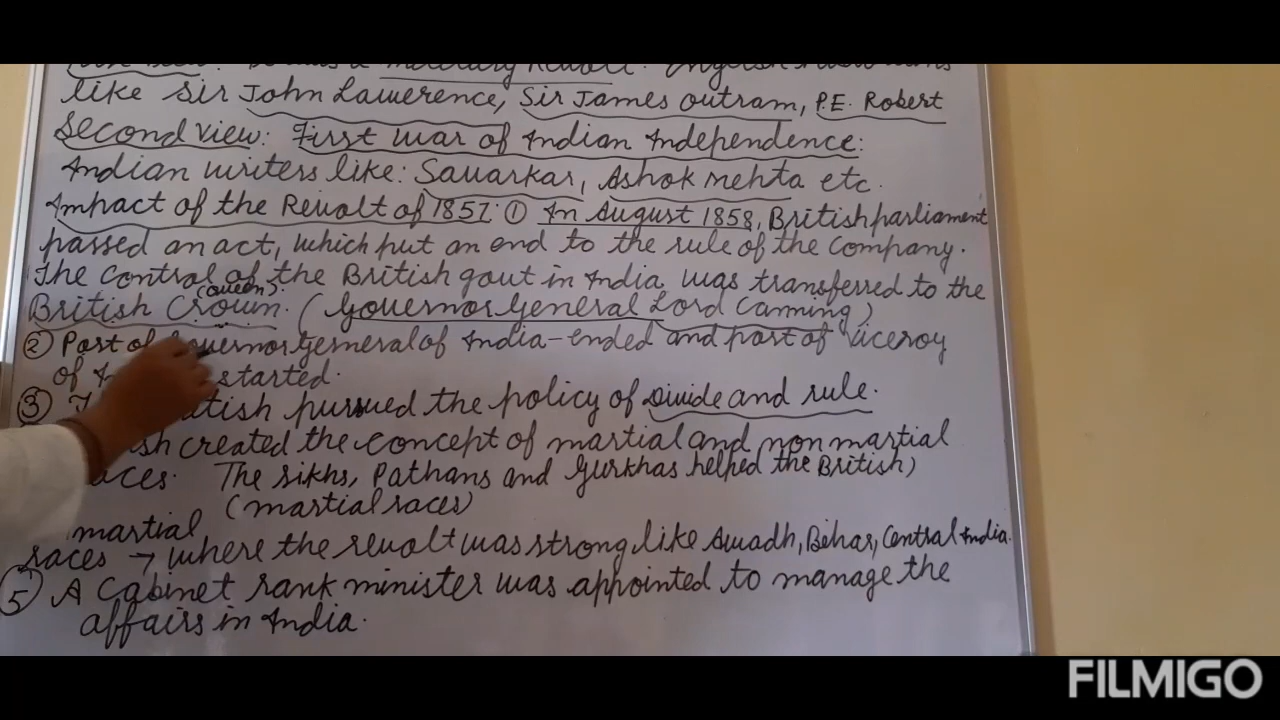 military Revolt. English historians
like Sir John Lawerence, Sir James outram, P.E. Robert
Second view: First war of Indian Independence:
Indian writers like: Savarkar, Ashok mehta etc.
Impact of the Revolt of 1857: ① In August 1858, British parliament
passed an act, which put an end to the rule of the company.
The control of the British govt in India was transferred to the
(Queen)
British Crown. (Governor General Lord Canning)
② Post of Governor General of India-ended and post of Viceroy
of started.
③ pursued the policy of Divide and rule.
created the concept of martial and non martial
races. The Sikhs, Pathans and Gurkhas helped the British)
(martial races)
martial
races → where the revolt was strong like Awadh, Bihar, Central India.
⑤ A Cabinet rank minister was appointed to manage the
affairs in India.
FILMIGO